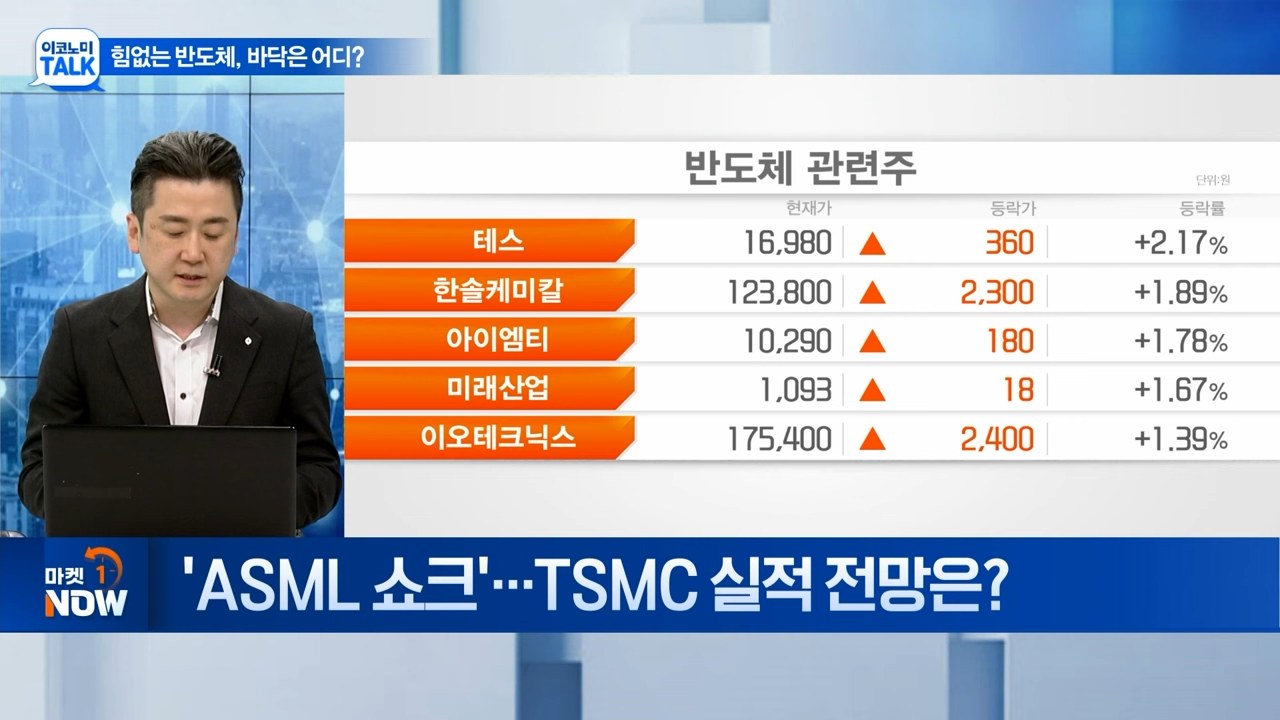 이코노미
TALK
힘없는 반도체, 바닥은 어디?
반도체 관련주
단위:원
현재가 등락가 등락률
테스 16,980 ▲ 360 +2.17%
한솔케미칼 123,800 ▲ 2,300 +1.89%
아이엠티 10,290 ▲ 180 +1.78%
미래산업 1,093 ▲ 18 +1.67%
이오테크닉스 175,400 ▲ 2,400 +1.39%
마켓 1
NOW
'ASML 쇼크'…TSMC 실적 전망은?